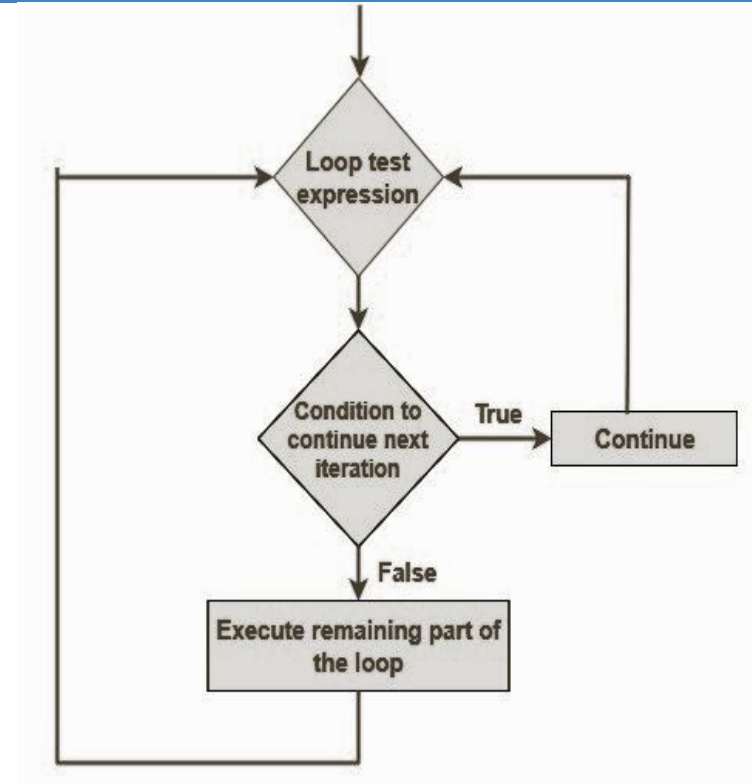 Loop test
expression
Condition to
continue next
iteration
True
Continue
False
Execute remaining part of
the loop